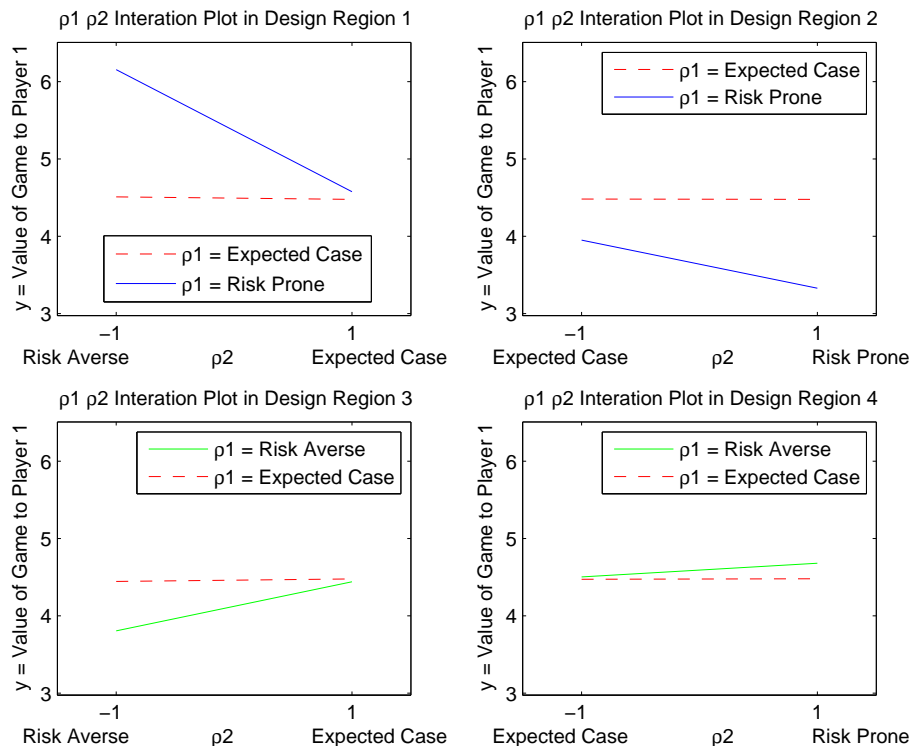 ρ1 ρ2 Interation Plot in Design Region 1
y = Value of Game to Player 1
6
5
4
3
ρ1 = Expected Case
ρ1 = Risk Prone
−1
1
Risk Averse
ρ2
Expected Case
ρ1 ρ2 Interation Plot in Design Region 2
y = Value of Game to Player 1
6
5
4
3
ρ1 = Expected Case
ρ1 = Risk Prone
−1
1
Expected Case
ρ2
Risk Prone
ρ1 ρ2 Interation Plot in Design Region 3
y = Value of Game to Player 1
6
5
4
3
ρ1 = Risk Averse
ρ1 = Expected Case
−1
1
Risk Averse
ρ2
Expected Case
ρ1 ρ2 Interation Plot in Design Region 4
y = Value of Game to Player 1
6
5
4
3
ρ1 = Risk Averse
ρ1 = Expected Case
−1
1
Expected Case
ρ2
Risk Prone